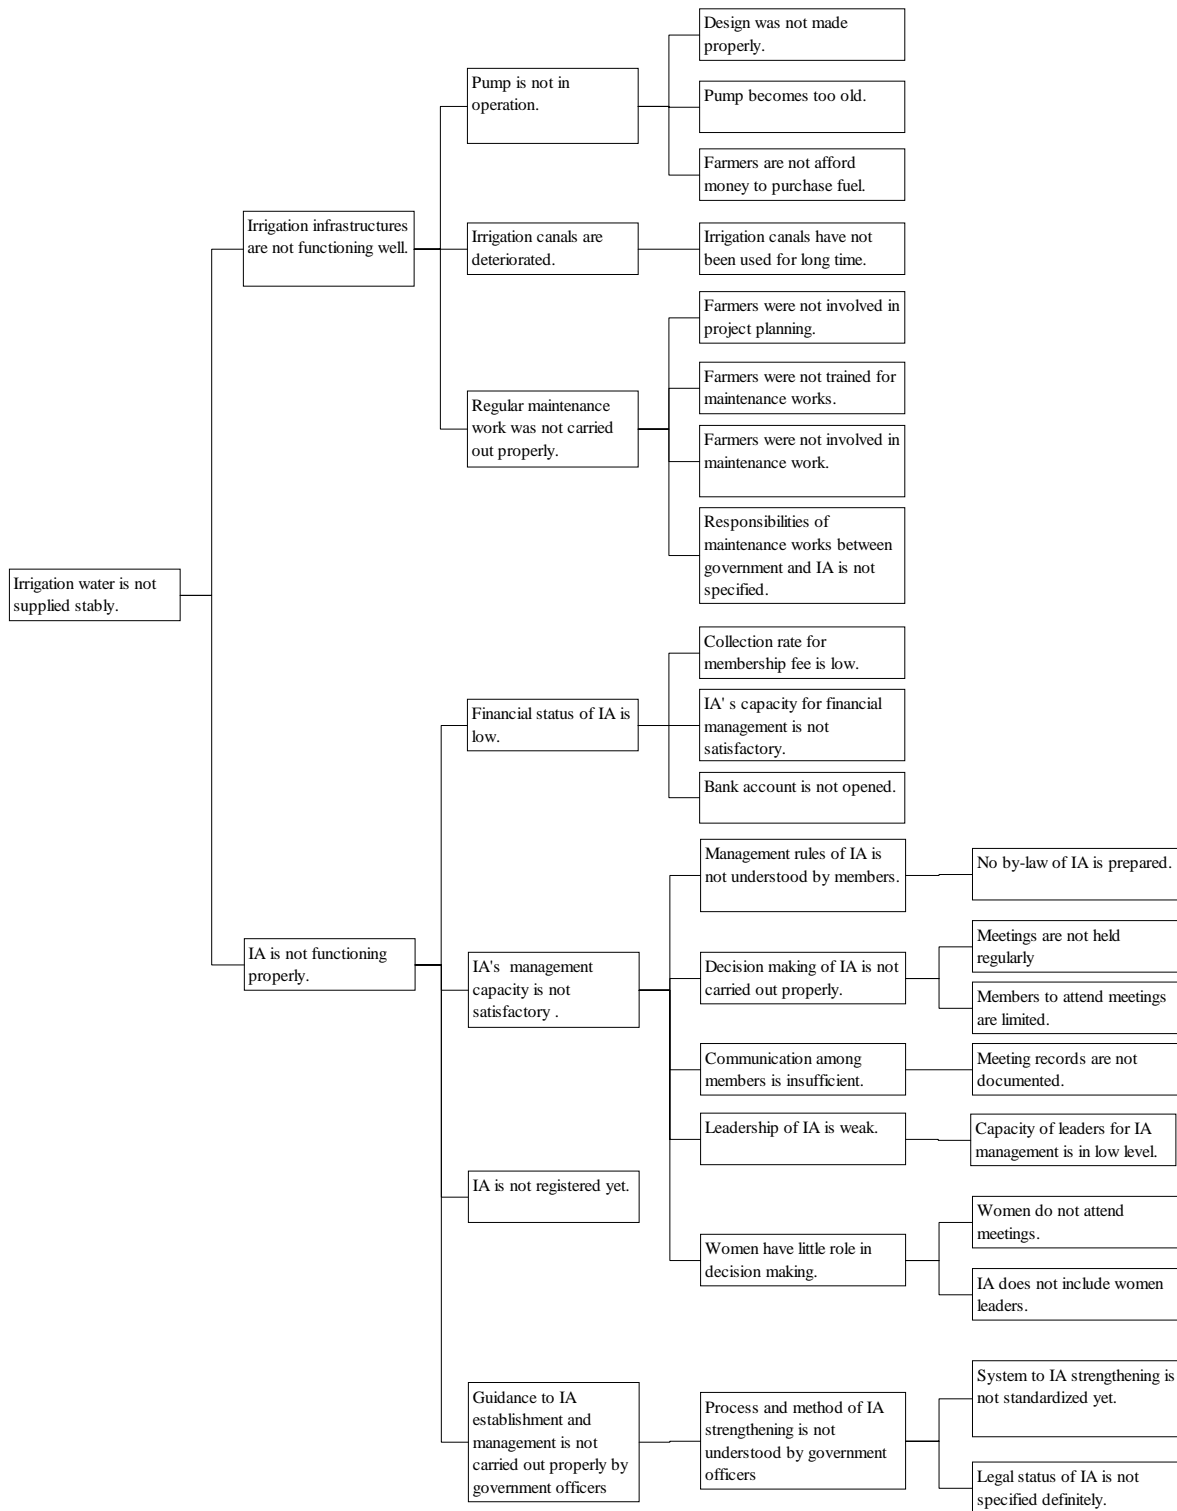 Design was not made
properly.
Pump is not in
operation.
Pump becomes too old.
Farmers are not afford
money to purchase fuel.
Irrigation infrastructures
are not functioning well.
Irrigation canals are
deteriorated.
Irrigation canals have not
been used for long time.
Farmers were not involved in
project planning.
Farmers were not trained for
maintenance works.
Regular maintenance
work was not carried
out properly.
Farmers were not involved in
maintenance work.
Responsibilities of
maintenance works between
government and IA is not
specified.
Irrigation water is not
supplied stably.
Collection rate for
membership fee is low.
Financial status of IA is
low.
IA' s capacity for financial
management is not
satisfactory.
Bank account is not opened.
Management rules of IA is
not understood by members.
No by-law of IA is prepared.
IA is not functioning
properly.
IA's  management
capacity is not
satisfactory .
Decision making of IA is not
carried out properly.
Meetings are not held
regularly
Members to attend meetings
are limited.
Communication among
members is insufficient.
Meeting records are not
documented.
Leadership of IA is weak.
Capacity of leaders for IA
management is in low level.
IA is not registered yet.
Women have little role in
decision making.
Women do not attend
meetings.
IA does not include women
leaders.
Guidance to IA
establishment and
management is not
carried out properly by
government officers
Process and method of IA
strengthening is not
understood by government
officers
System to IA strengthening is
not standardized yet.
Legal status of IA is not
specified definitely.